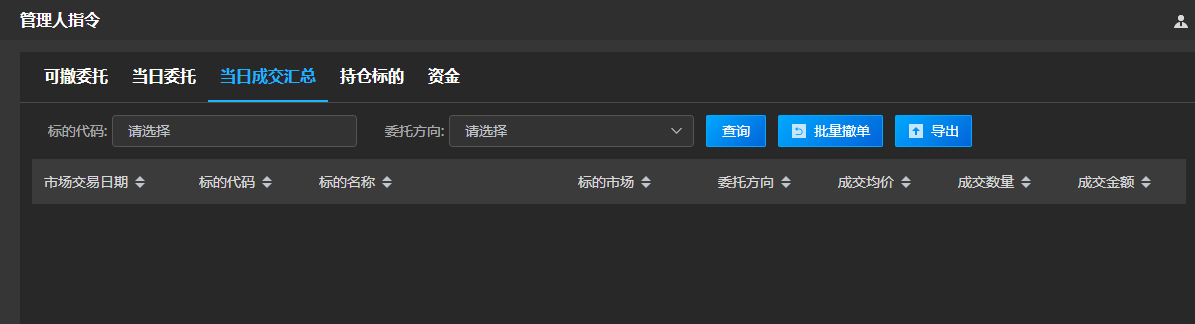 管理人指令
可撤委托 当日委托 当日成交汇总 持仓标的 资金
标的代码: 请选择 委托方向: 请选择 查询 批量撤单 导出
市场交易日期 标的代码 标的名称 标的市场 委托方向 成交均价 成交数量 成交金额